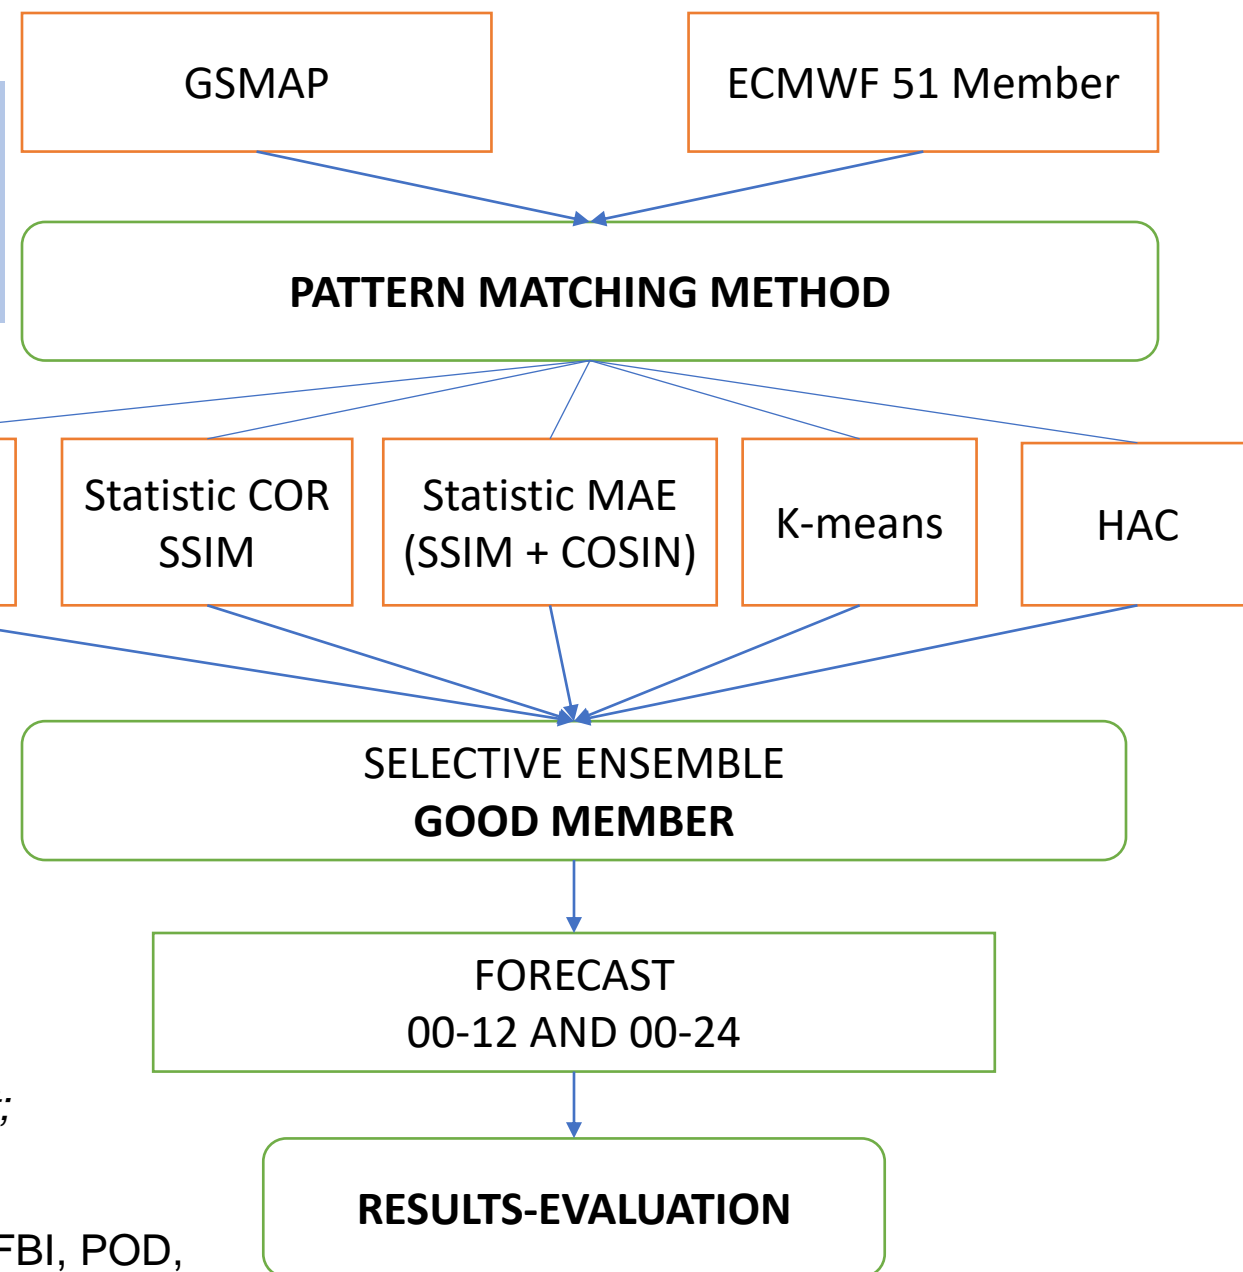 GSMAP
ECMWF 51 Member
PATTERN MATCHING METHOD
Statistic COR
SSIM
Statistic MAE
(SSIM + COSIN)
K-means
HAC
SELECTIVE ENSEMBLE
GOOD MEMBER
FORECAST
00-12 AND 00-24
RESULTS-EVALUATION
FBI, POD,